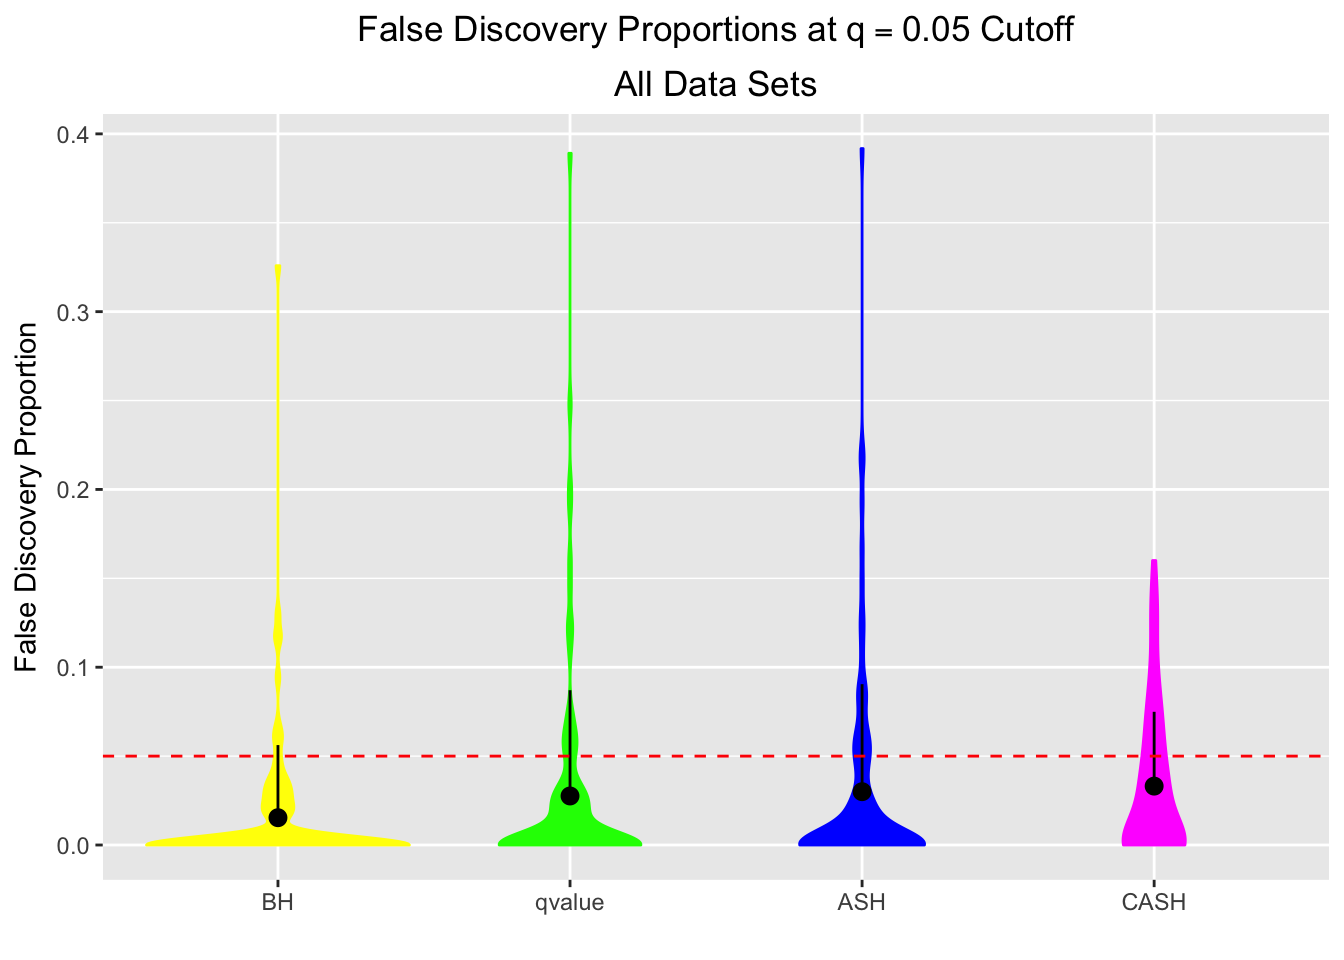 False Discovery Proportions at q = 0.05 Cutoff
All Data Sets
False Discovery Proportion
0.4
0.3
0.2
0.1
0.0
BH qvalue ASH CASH